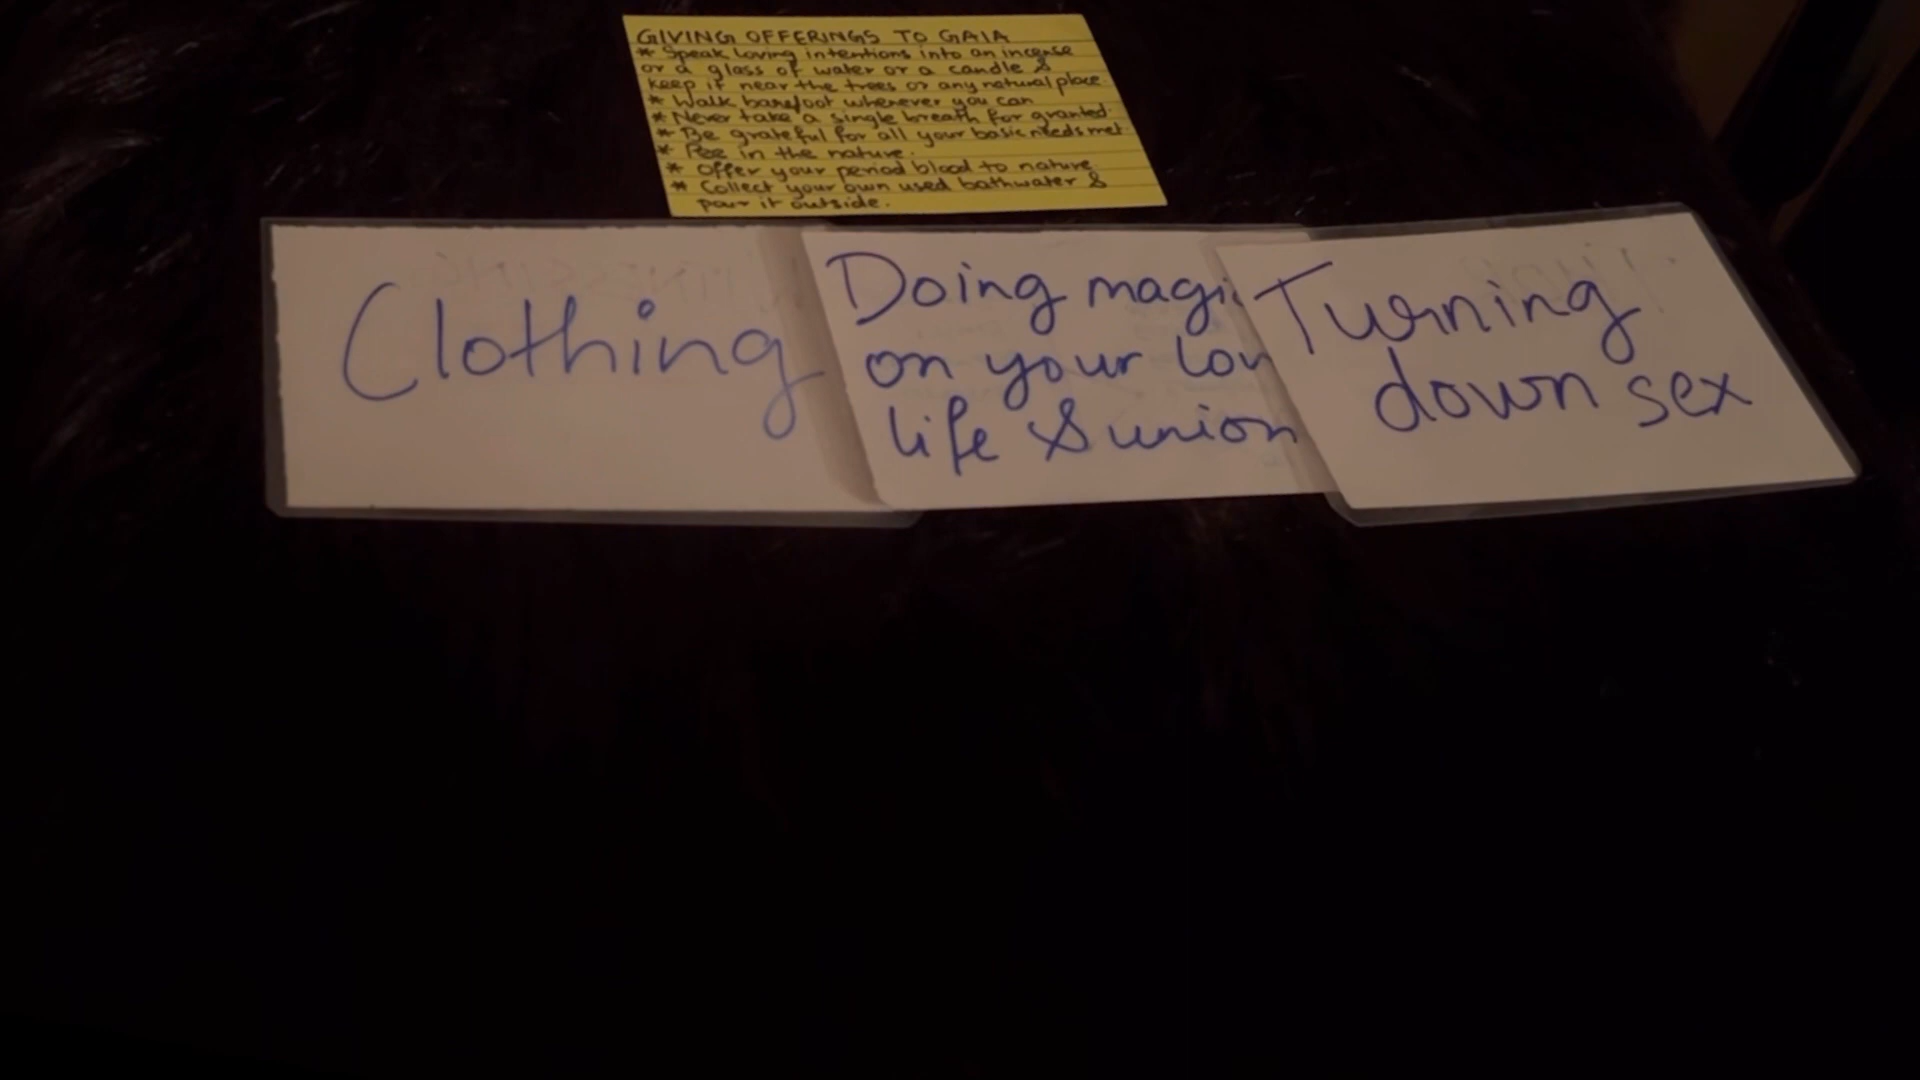 GIVING OFFERINGS TO GAIA
* Speak loving intentions into an incense
or a glass of water or a candle &
keep it near the trees or any natural place
* Walk barefoot wherever you can
* Never take a single breath for granted.
* Be grateful for all your basic needs met
* Pee in the nature.
* Offer your period blood to nature
* Collect your own used bathwater &
pour it outside.
Clothing
Doing magi
on your lov
life & union
Turning
down sex